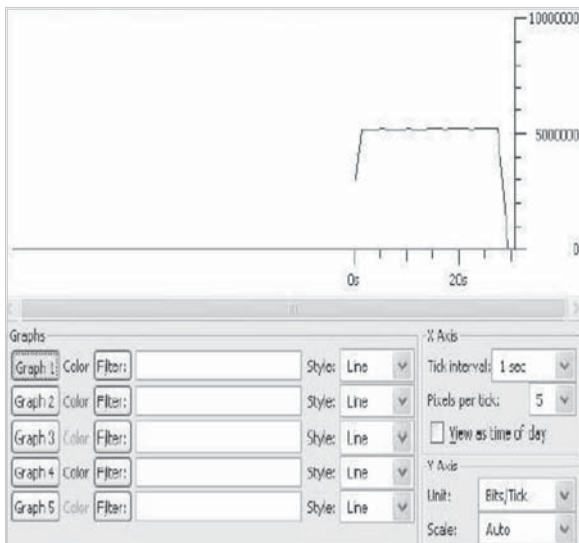 10000000
5000000
0
0s 20s
Graphs
Graph 1 Color Filter: Style: Line
Graph 2 Color Filter: Style: Line
Graph 3 Color Filter: Style: Line
Graph 4 Color Filter: Style: Line
Graph 5 Color Filter: Style: Line
X Axis
Tick interval: 1 sec
Pixels per tick: 5
View as time of day
Y Axis
Unit: Bits/Tick
Scale: Auto